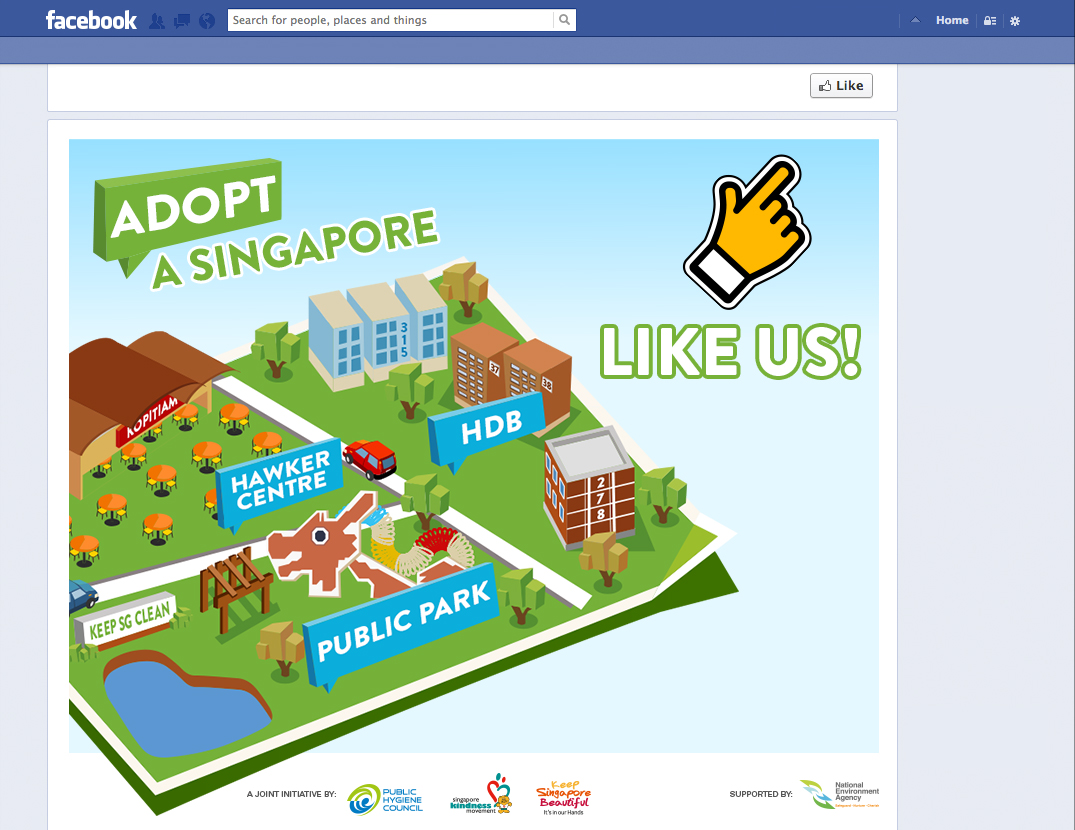 facebook
Search for people, places and things
Home
Like
ADOPT
A SINGAPORE
LIKE US!
315
37
38
KOPITIAM
HDB
HAWKER
CENTRE
278
PUBLIC PARK
KEEP SG CLEAN
A JOINT INITIATIVE BY:
PUBLIC
HYGIENE
COUNCIL
singapore
kindness
movement
Keep
Singapore
Beautiful
It's in our Hands
SUPPORTED BY:
National
Environment
Agency